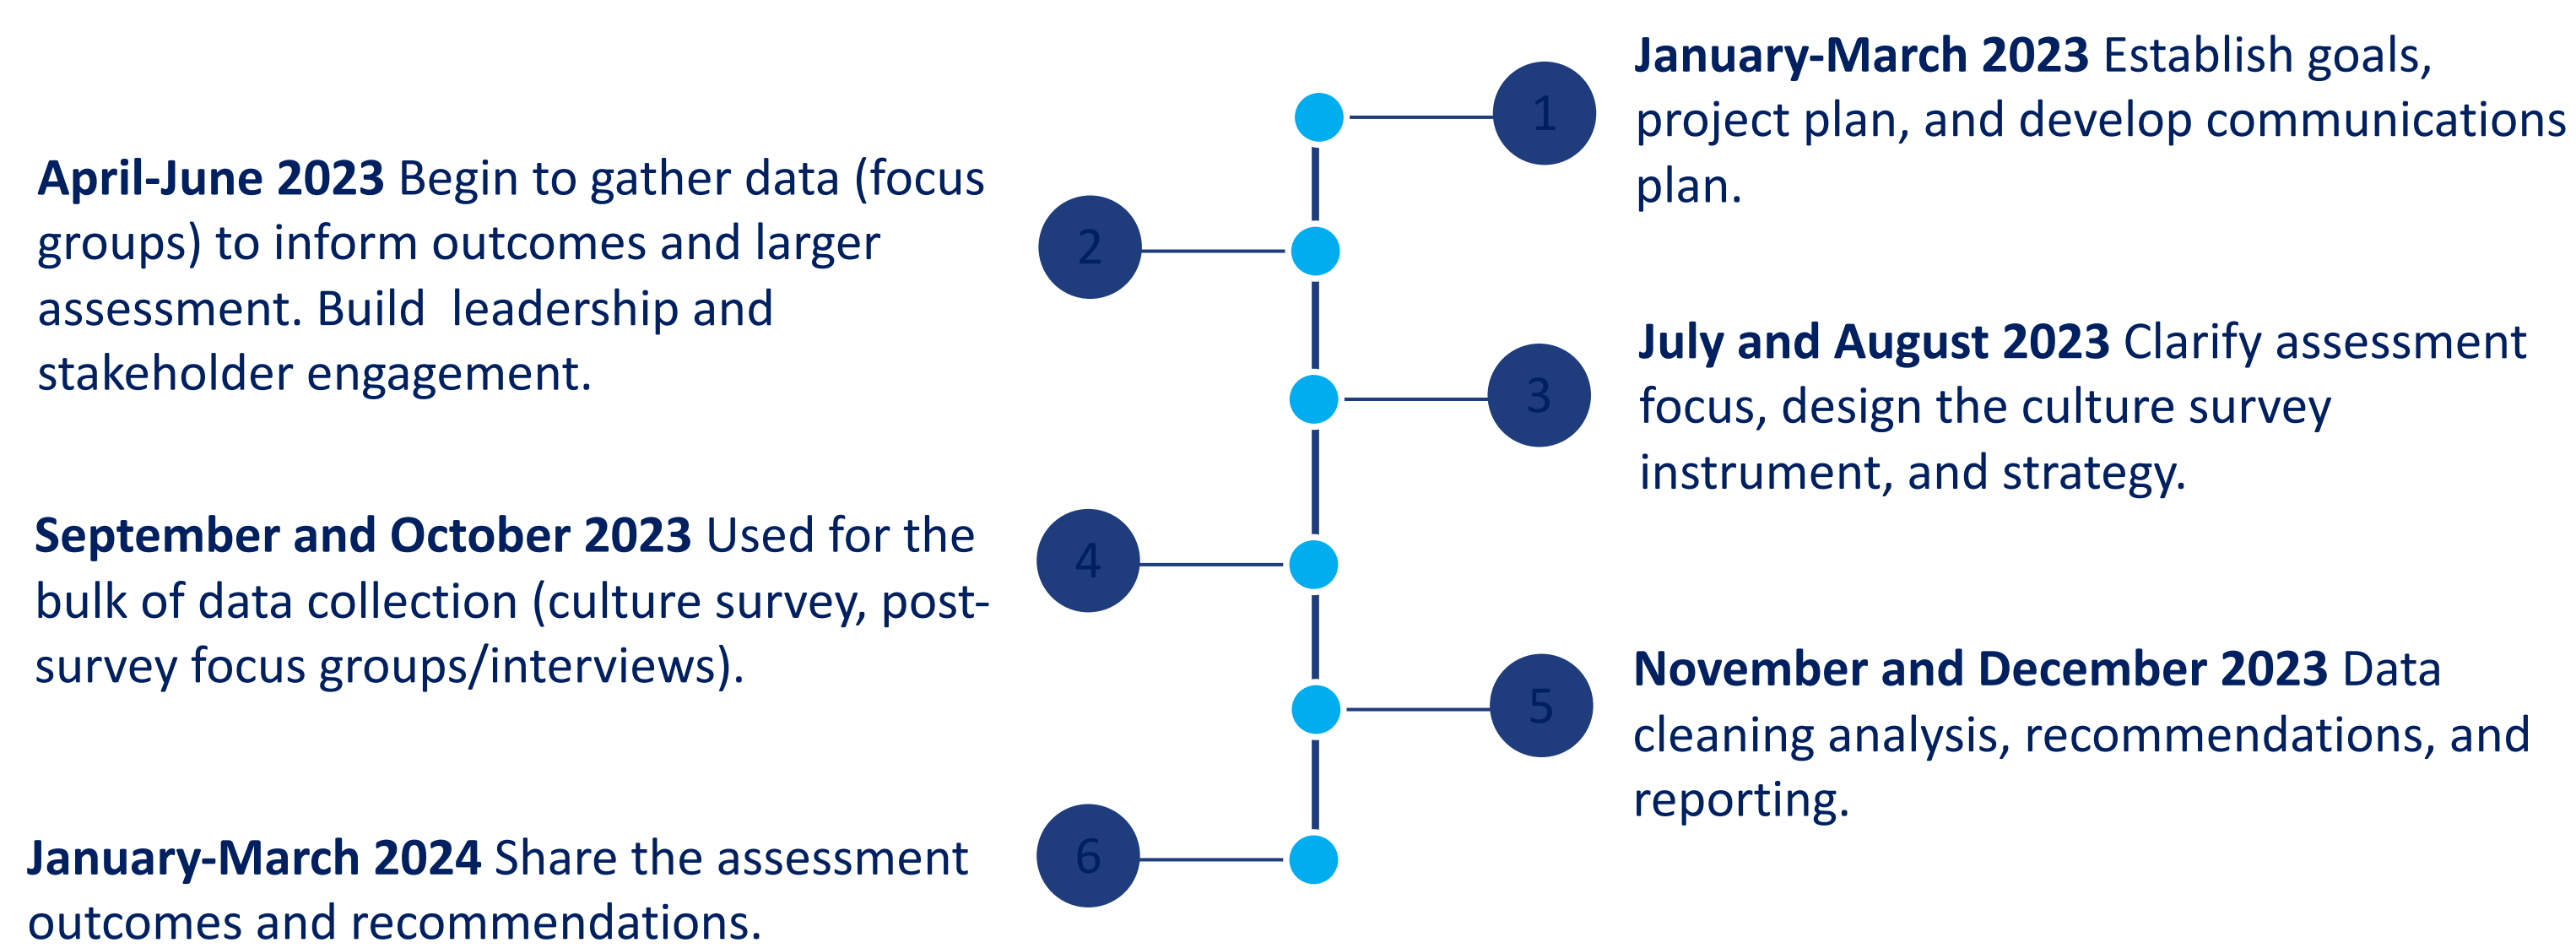 1
January-March 2023 Establish goals,
project plan, and develop communications
plan.
2
April-June 2023 Begin to gather data (focus
groups) to inform outcomes and larger
assessment. Build  leadership and
stakeholder engagement.
3
July and August 2023 Clarify assessment
focus, design the culture survey
instrument, and strategy.
4
September and October 2023 Used for the
bulk of data collection (culture survey, post-
survey focus groups/interviews).
5
November and December 2023 Data
cleaning analysis, recommendations, and
reporting.
6
January-March 2024 Share the assessment
outcomes and recommendations.